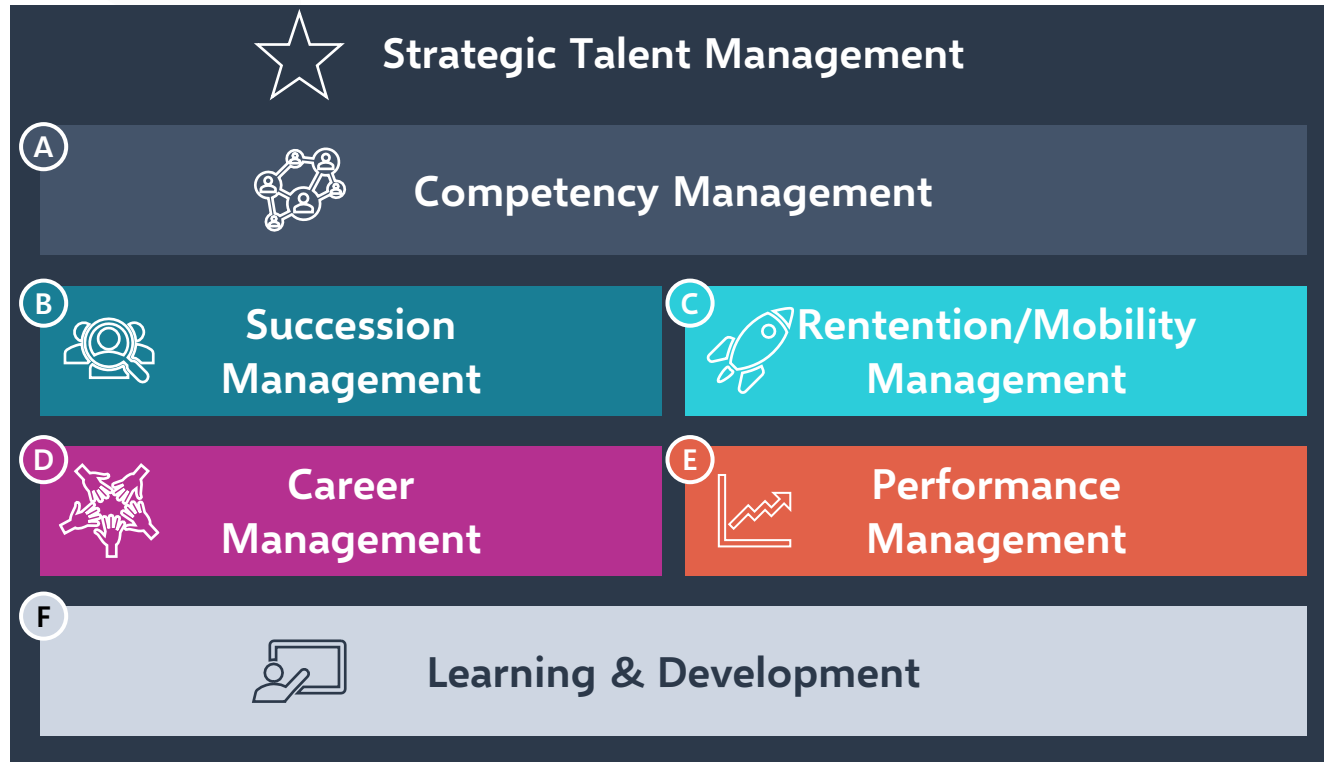 Strategic Talent Management
A
Competency Management
B
Succession
Management
C
Rentention/Mobility
Management
D
Career
Management
E
Performance
Management
F
Learning & Development